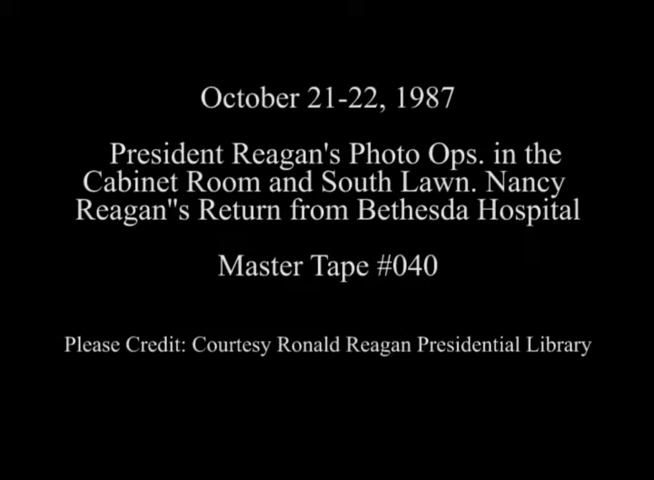 October 21-22, 1987
President Reagan's Photo Ops. in the
Cabinet Room and South Lawn. Nancy
Reagan"s Return from Bethesda Hospital
Master Tape #040
Please Credit: Courtesy Ronald Reagan Presidential Library